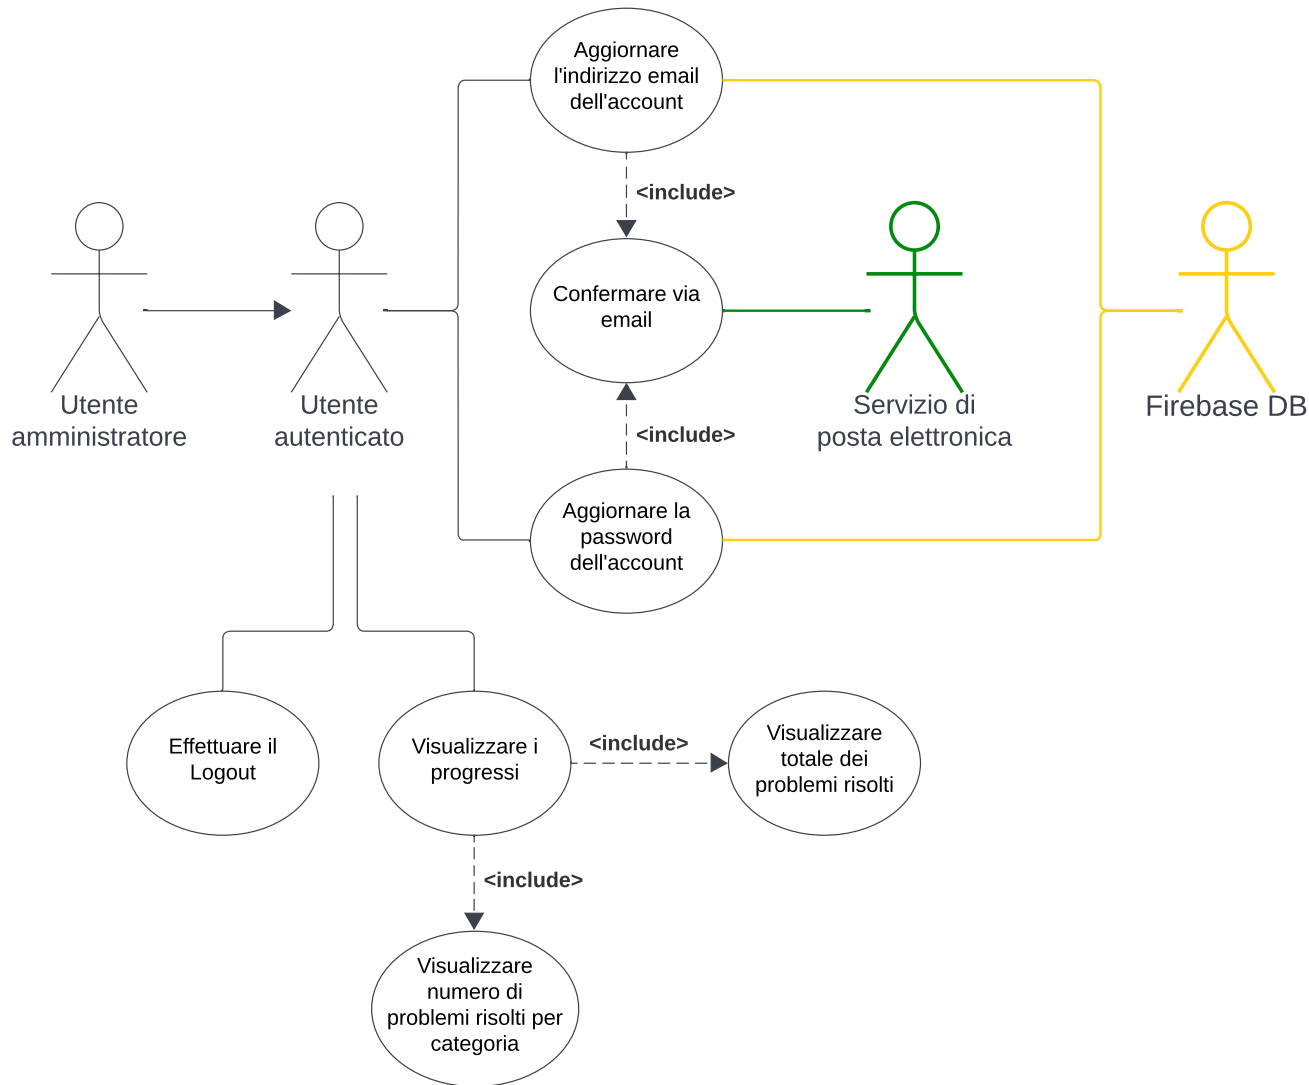 Aggiornare
l'indirizzo email
dell'account
<include>
Confermare via
email
Utente
amministratore
Utente
autenticato
Servizio di
posta elettronica
Firebase DB
<include>
Aggiornare la
password
dell'account
Effettuare il
Logout
Visualizzare i
progressi
<include>
Visualizzare
totale dei
problemi risolti
<include>
Visualizzare
numero di
problemi risolti per
categoria